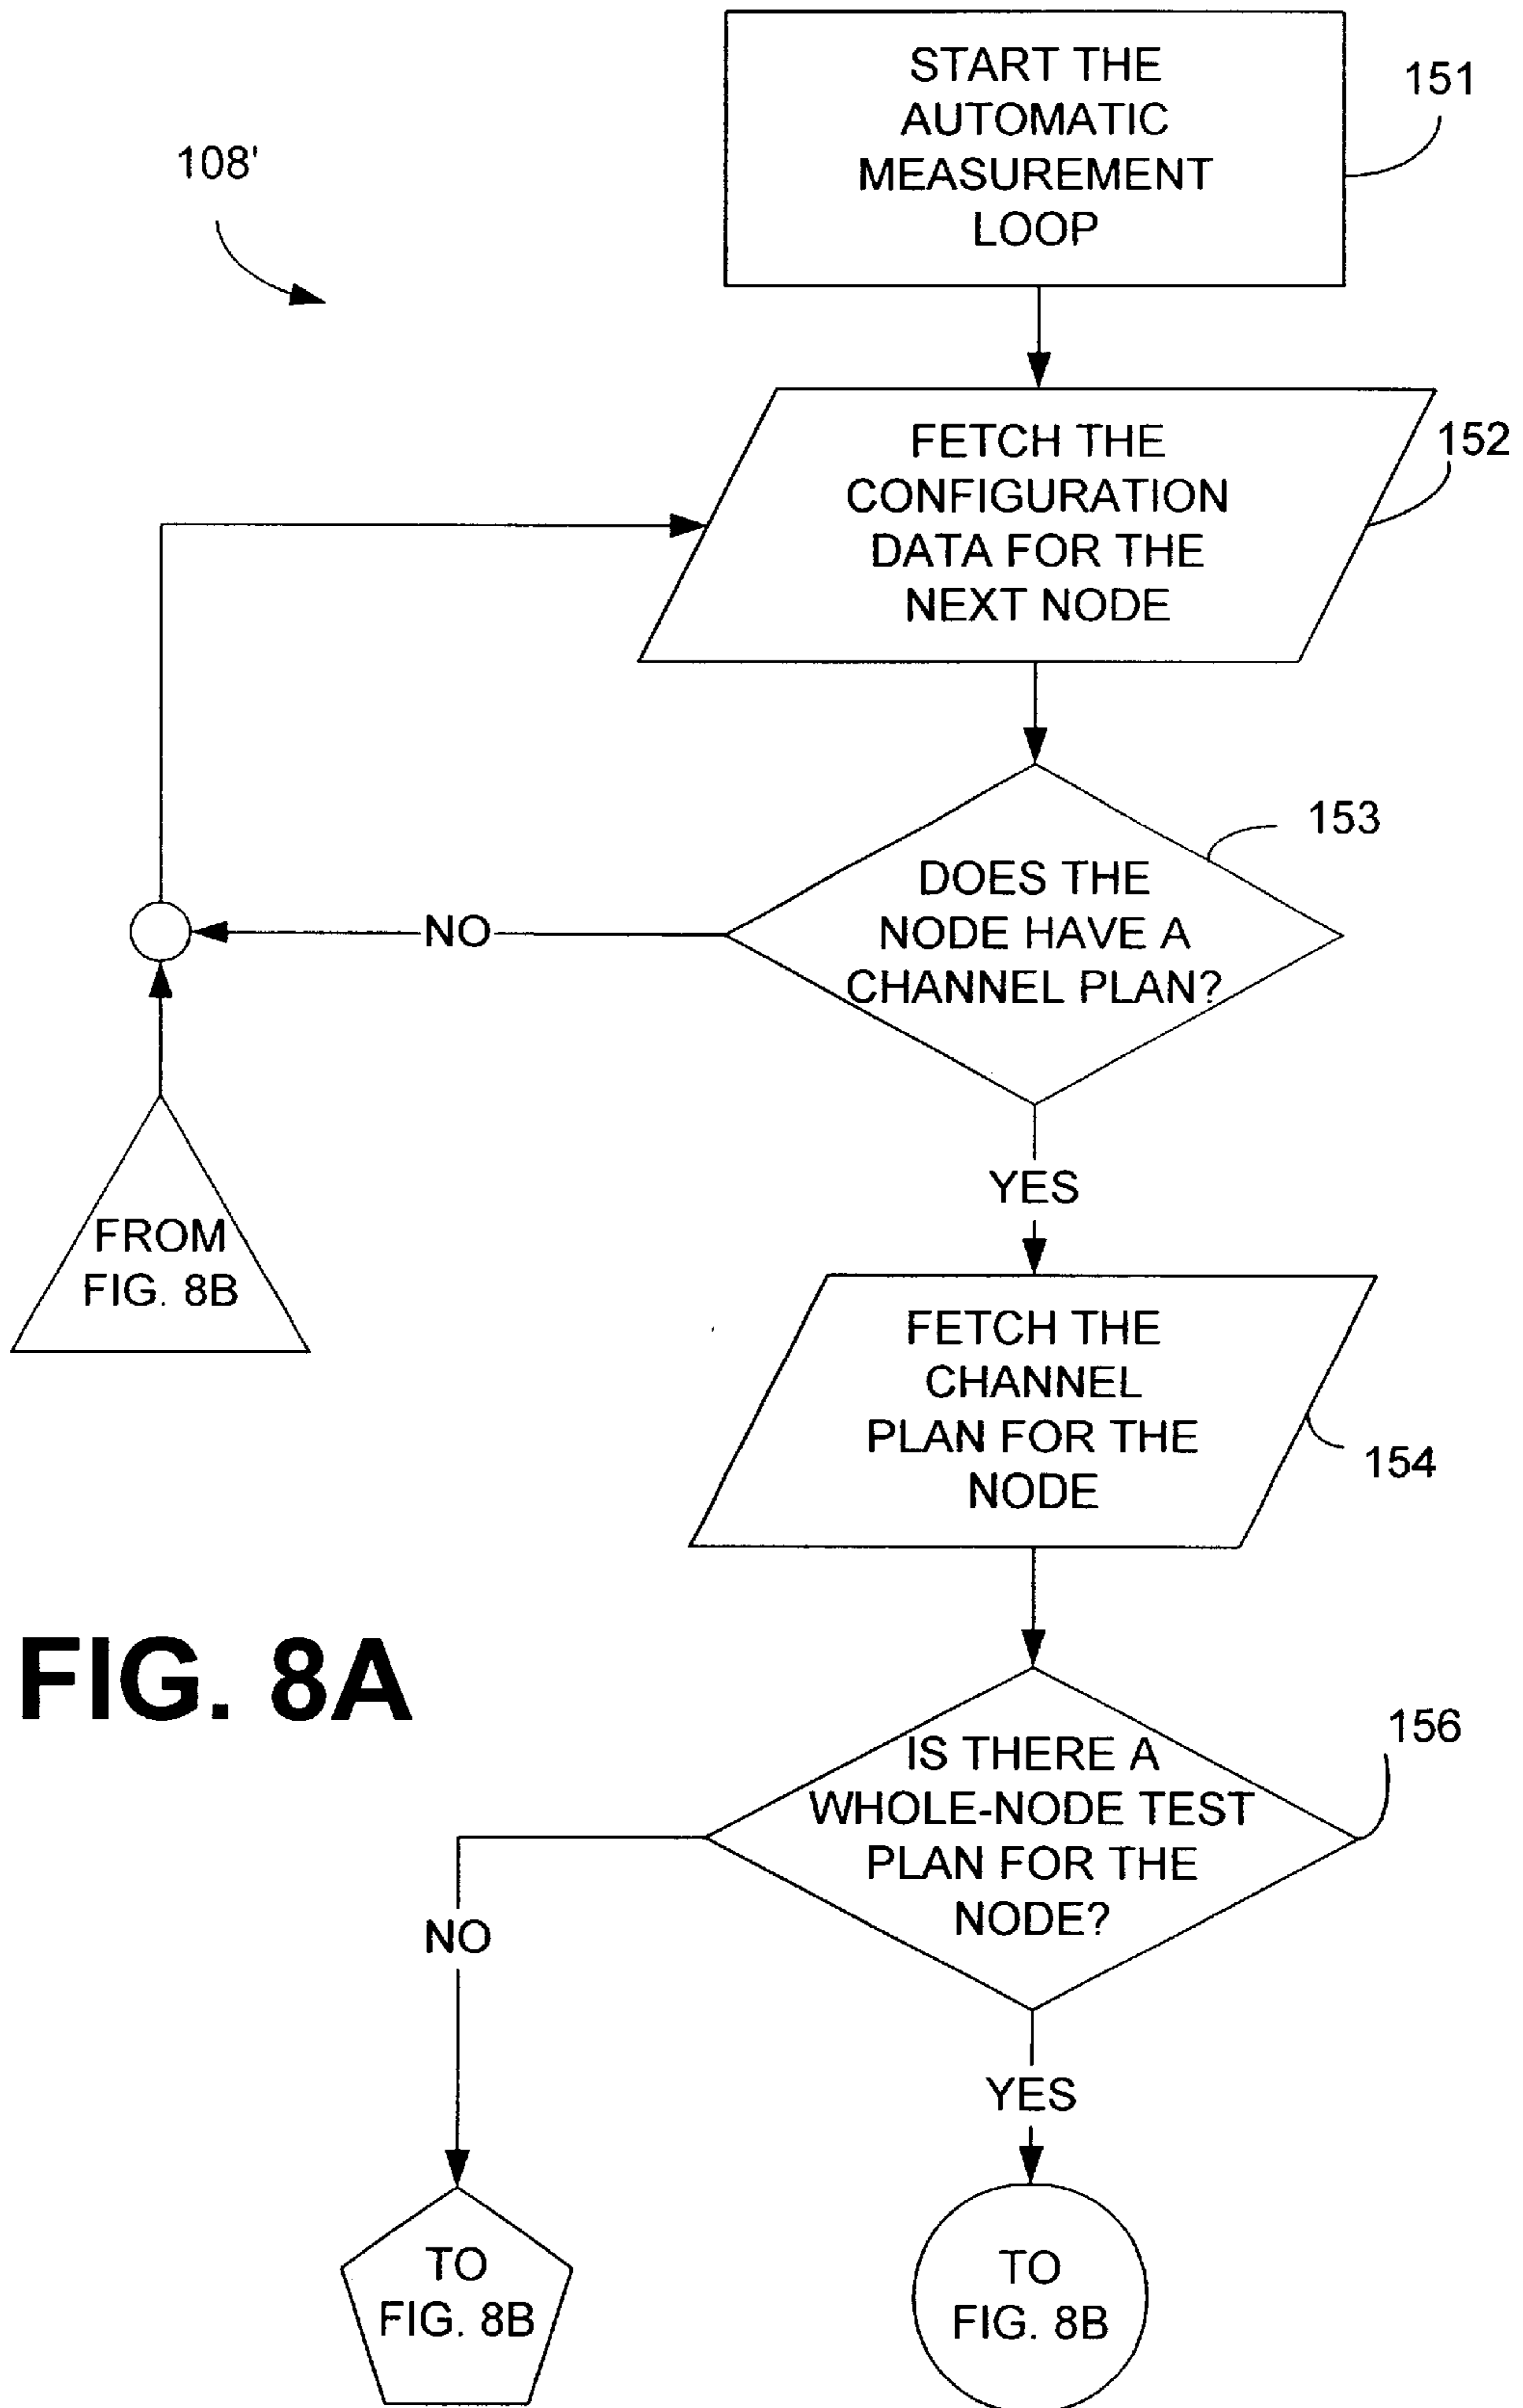 START THE
AUTOMATIC
MEASUREMENT
LOOP
151
108'
FETCH THE
CONFIGURATION
DATA FOR THE
NEXT NODE
152
DOES THE
NODE HAVE A
CHANNEL PLAN?
153
NO
YES
FROM
FIG. 8B
FETCH THE
CHANNEL
PLAN FOR THE
NODE
154
FIG. 8A
IS THERE A
WHOLE-NODE TEST
PLAN FOR THE
NODE?
156
NO
YES
TO
FIG. 8B
TO
FIG. 8B